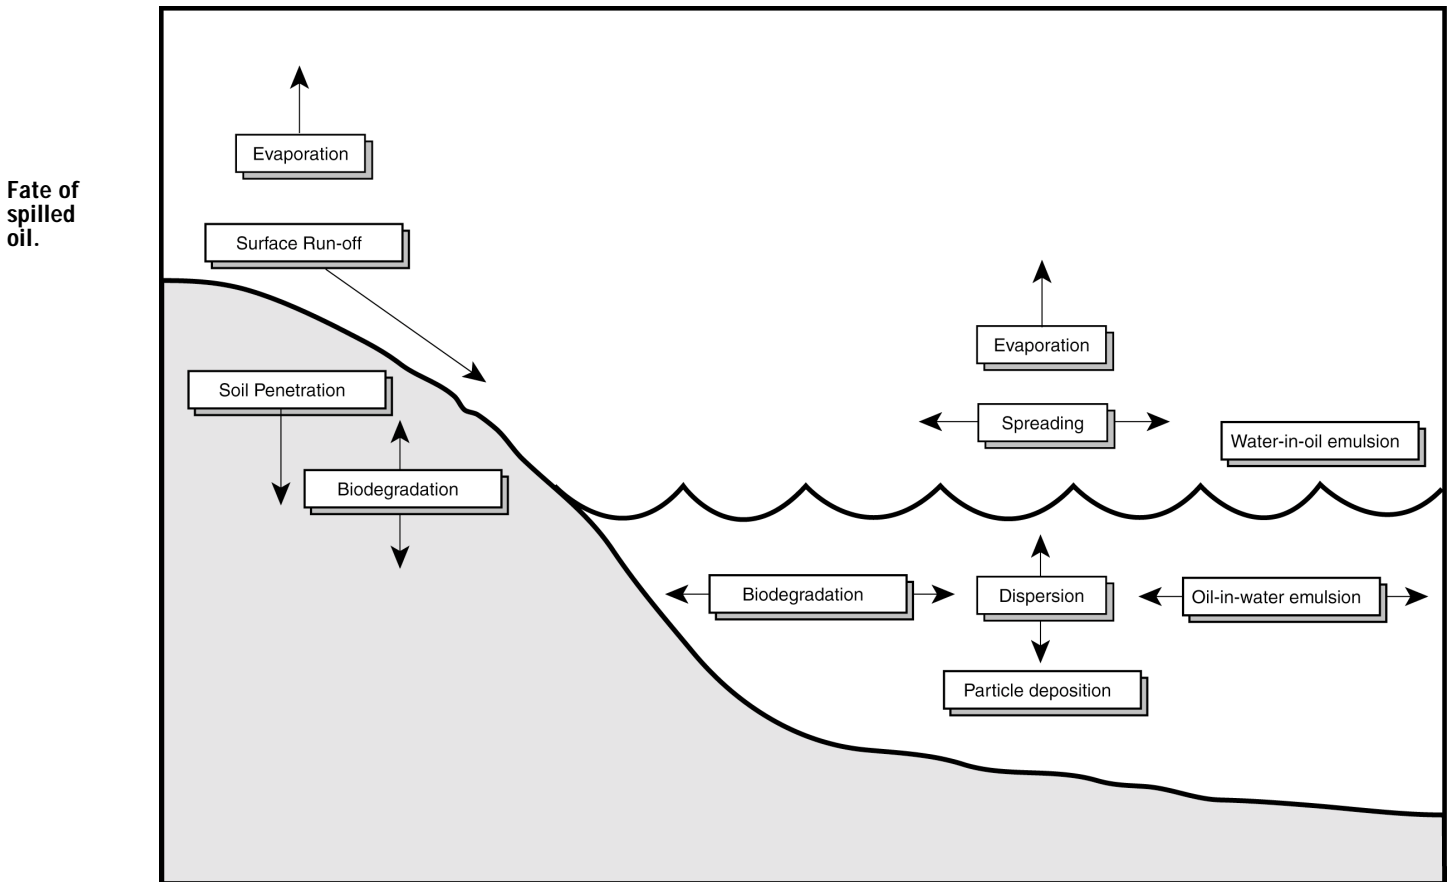 Fate of
spilled
oil.
Evaporation
Surface Run-off
Soil Penetration
Biodegradation
Evaporation
Spreading
Water-in-oil emulsion
Biodegradation
Dispersion
Oil-in-water emulsion
Particle deposition